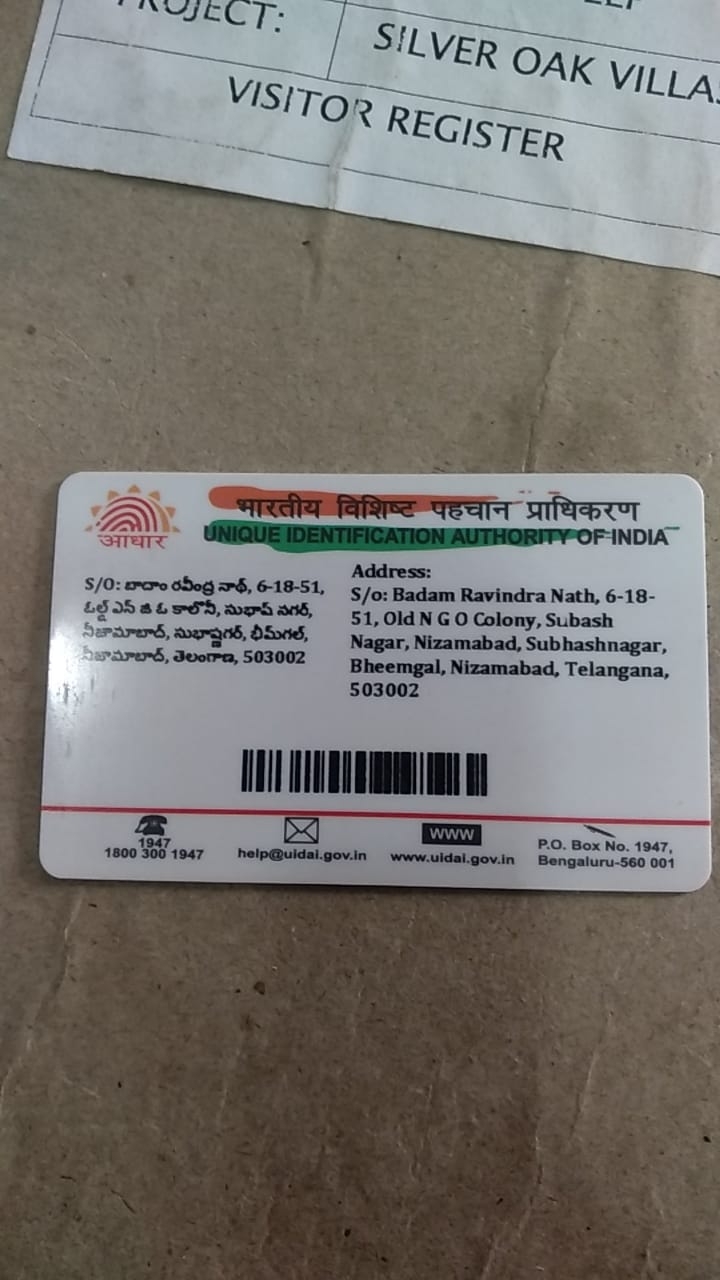 PROJECT:
SILVER OAK VILLAS
VISITOR REGISTER
आधार
भारतीय विशिष्ट पहचान प्राधिकरण
UNIQUE IDENTIFICATION AUTHORITY OF INDIA
S/O: బాదాం రవీంద్ర నాథ్, 6-18-51,
ఓల్డ్ ఎన్ జి ఓ కాలోనీ, సుభాష్ నగర్,
నీజామాబాద్, సుభాష్ణగర్, భీమ్‌గల్,
నీజామాబాద్, తెలంగాణ, 503002
Address:
S/o: Badam Ravindra Nath, 6-18-
51, Old N G O Colony, Subash
Nagar, Nizamabad, Subhashnagar,
Bheemgal, Nizamabad, Telangana,
503002
1947
1800 300 1947
help@uidai.gov.in
WWW
www.uidai.gov.in
P.O. Box No. 1947,
Bengaluru-560 001